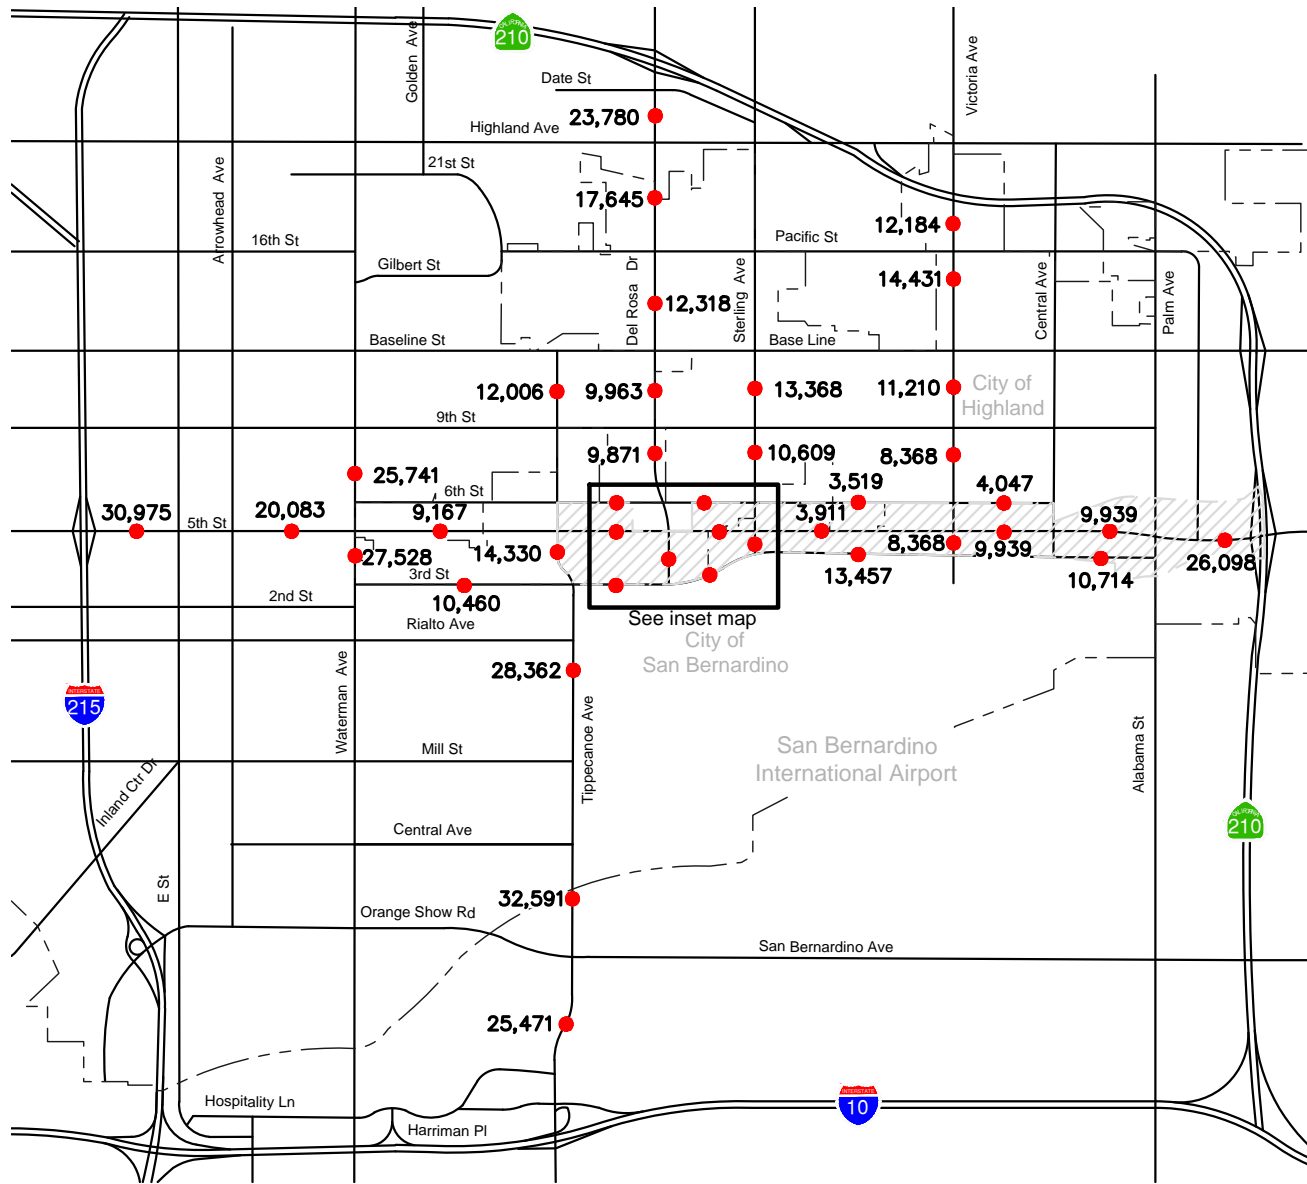 Golden Ave
CALIFORNIA
210
Victoria Ave
Date St
23,780
Highland Ave
Arrowhead Ave
21st St
17,645
12,184
16th St
Pacific St
Gilbert St
Del Rosa Dr
Sterling Ave
14,431
Central Ave
Palm Ave
12,318
Baseline St
Base Line
12,006
9,963
13,368
11,210
City of
Highland
9th St
9,871
10,609
8,368
25,741
6th St
3,519
4,047
30,975
5th St
20,083
9,167
3,911
9,939
27,528
14,330
8,368
9,939
26,098
3rd St
13,457
10,714
2nd St
10,460
Rialto Ave
See inset map
City of
San Bernardino
28,362
INTERSTATE
215
Waterman Ave
Tippecanoe Ave
Mill St
San Bernardino
International Airport
Alabama St
Inland Ctr Dr
Central Ave
CALIFORNIA
210
E St
32,591
Orange Show Rd
San Bernardino Ave
25,471
Hospitality Ln
INTERSTATE
10
Harriman Pl